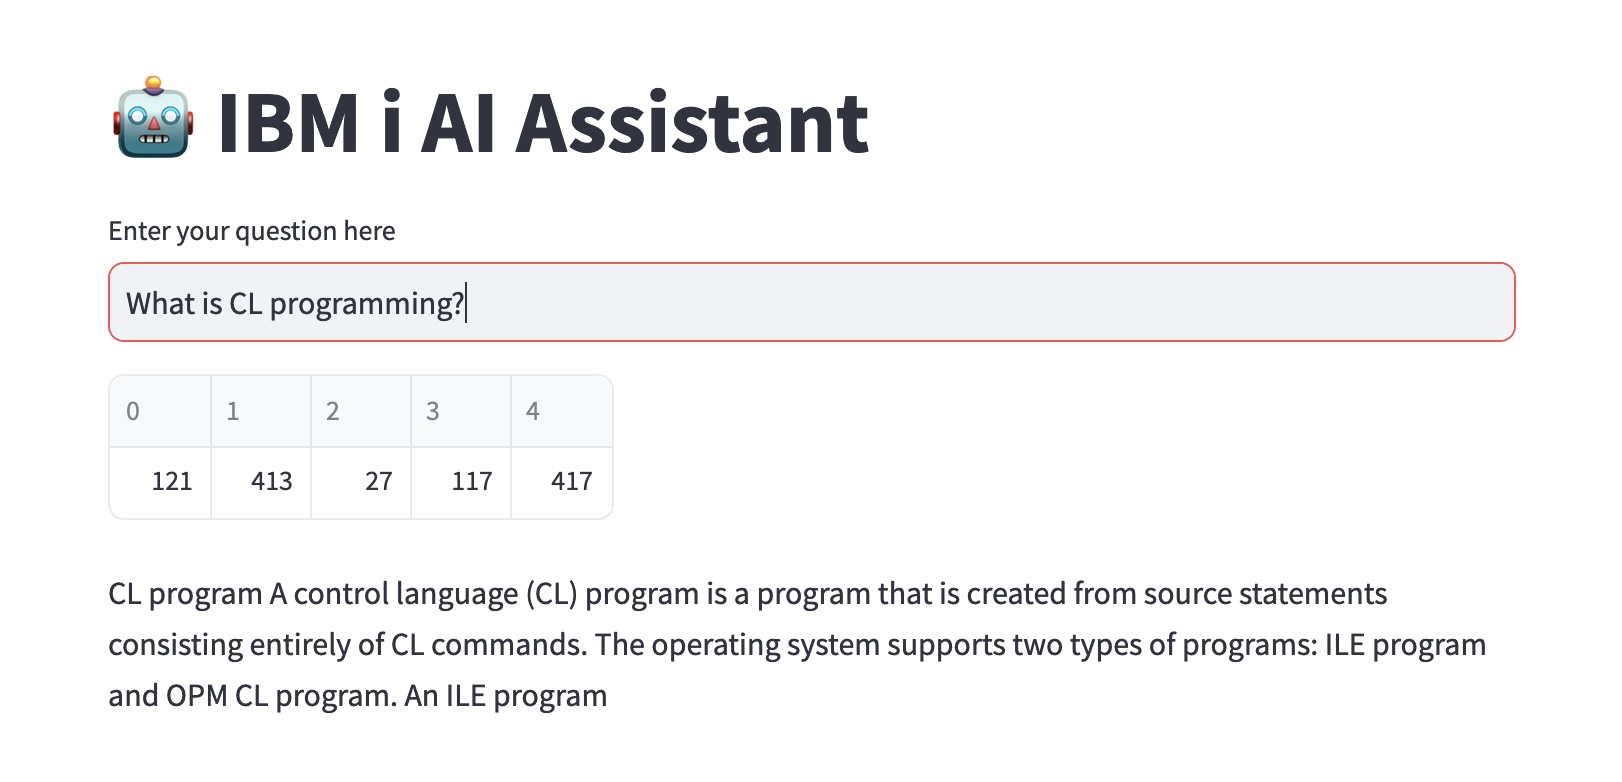 IBM i AI Assistant
Enter your question here
What is CL programming?
0 1 2 3 4
121 413 27 117 417
CL program A control language (CL) program is a program that is created from source statements
consisting entirely of CL commands. The operating system supports two types of programs: ILE program
and OPM CL program. An ILE program